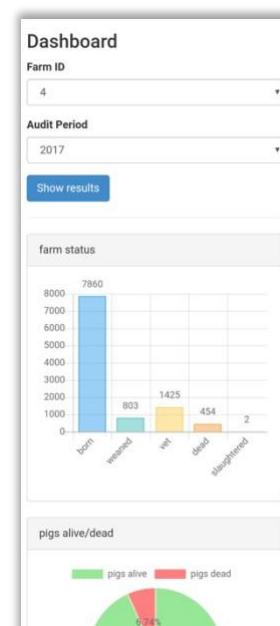 Dashboard
Farm ID
4
Audit Period
2017
Show results
farm status
7860
8000
7000
6000
5000
4000
3000
2000
1000
0
803
1425
454
2
born
weaned
vet
dead
slaughtered
pigs alive/dead
pigs alive pigs dead
6.74%